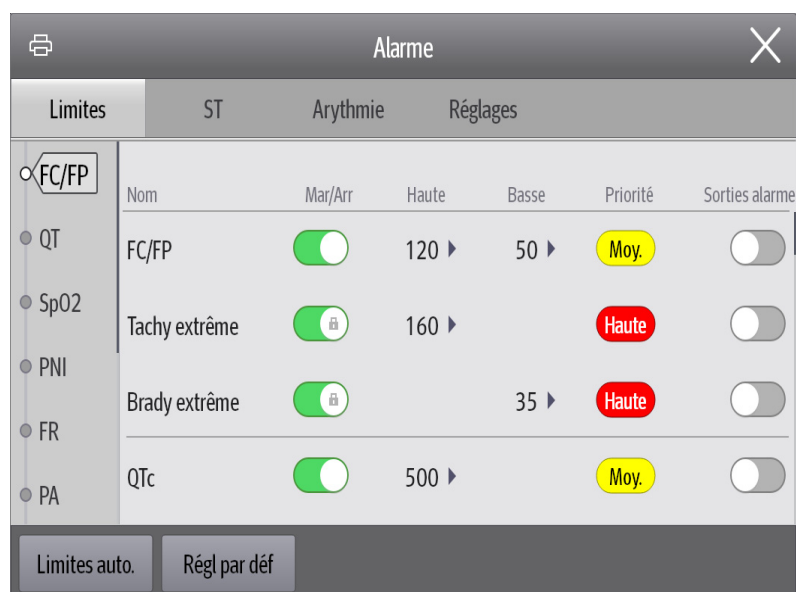 Alarme
Limites ST Arythmie Réglages
FC/FP
QT
SpO2
PNI
FR
PA
Nom Mar/Arr Haute Basse Priorité Sorties alarme
FC/FP 120 50 Moy.
Tachy extrême 160 Haute
Brady extrême 35 Haute
QTc 500 Moy.
Limites auto. Régl par déf